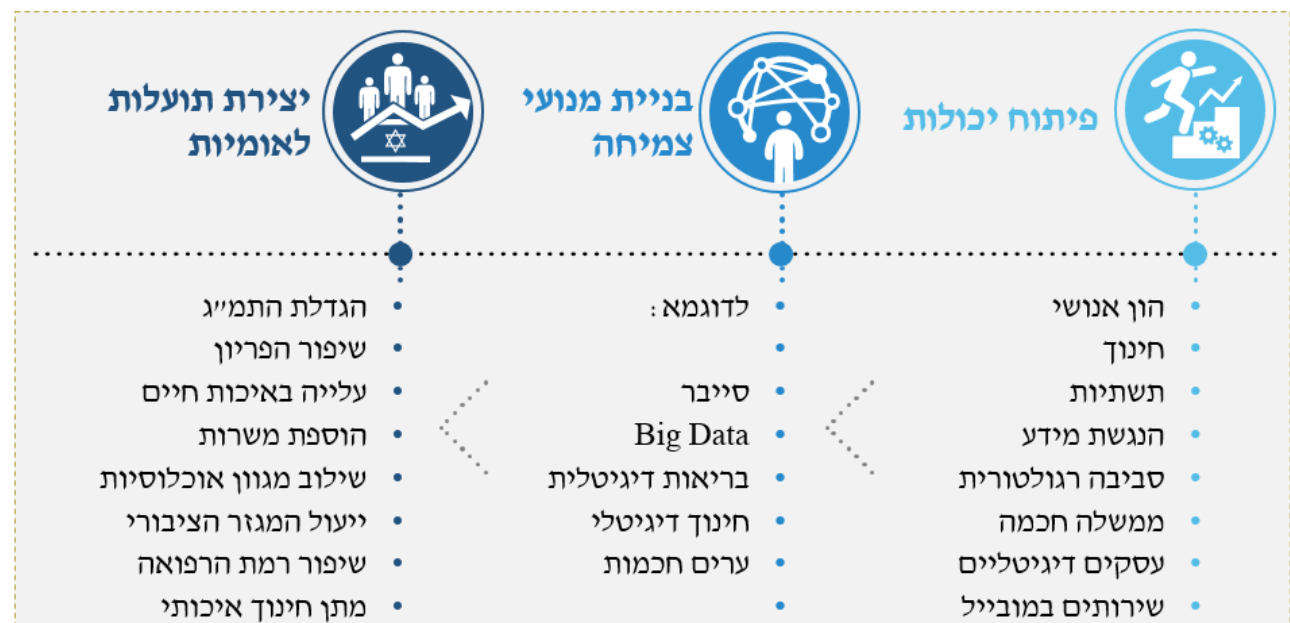 פיתוח יכולות
הון אנושי
חינוך
תשתיות
הנגשת מידע
סביבה רגולטורית
ממשלה חכמה
עסקים דיגיטליים
שירותים במובייל
בניית מנועי
צמיחה
לדוגמא:
סייבר
Big Data
בריאות דיגיטלית
חינוך דיגיטלי
ערים חכמות
יצירת תועלות
לאומיות
הגדלת התמ״ג
שיפור הפריון
עלייה באיכות חיים
הוספת משרות
שילוב מגוון אוכלוסיות
ייעול המגזר הציבורי
שיפור רמת הרפואה
מתן חינוך איכותי